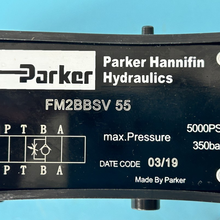 Parker
Parker Hannifin
Hydraulics
FM2BBSV 55
P T B A
max.Pressure
5000PS
350ba
DATE CODE 03/19
P T B A
Made By Parker